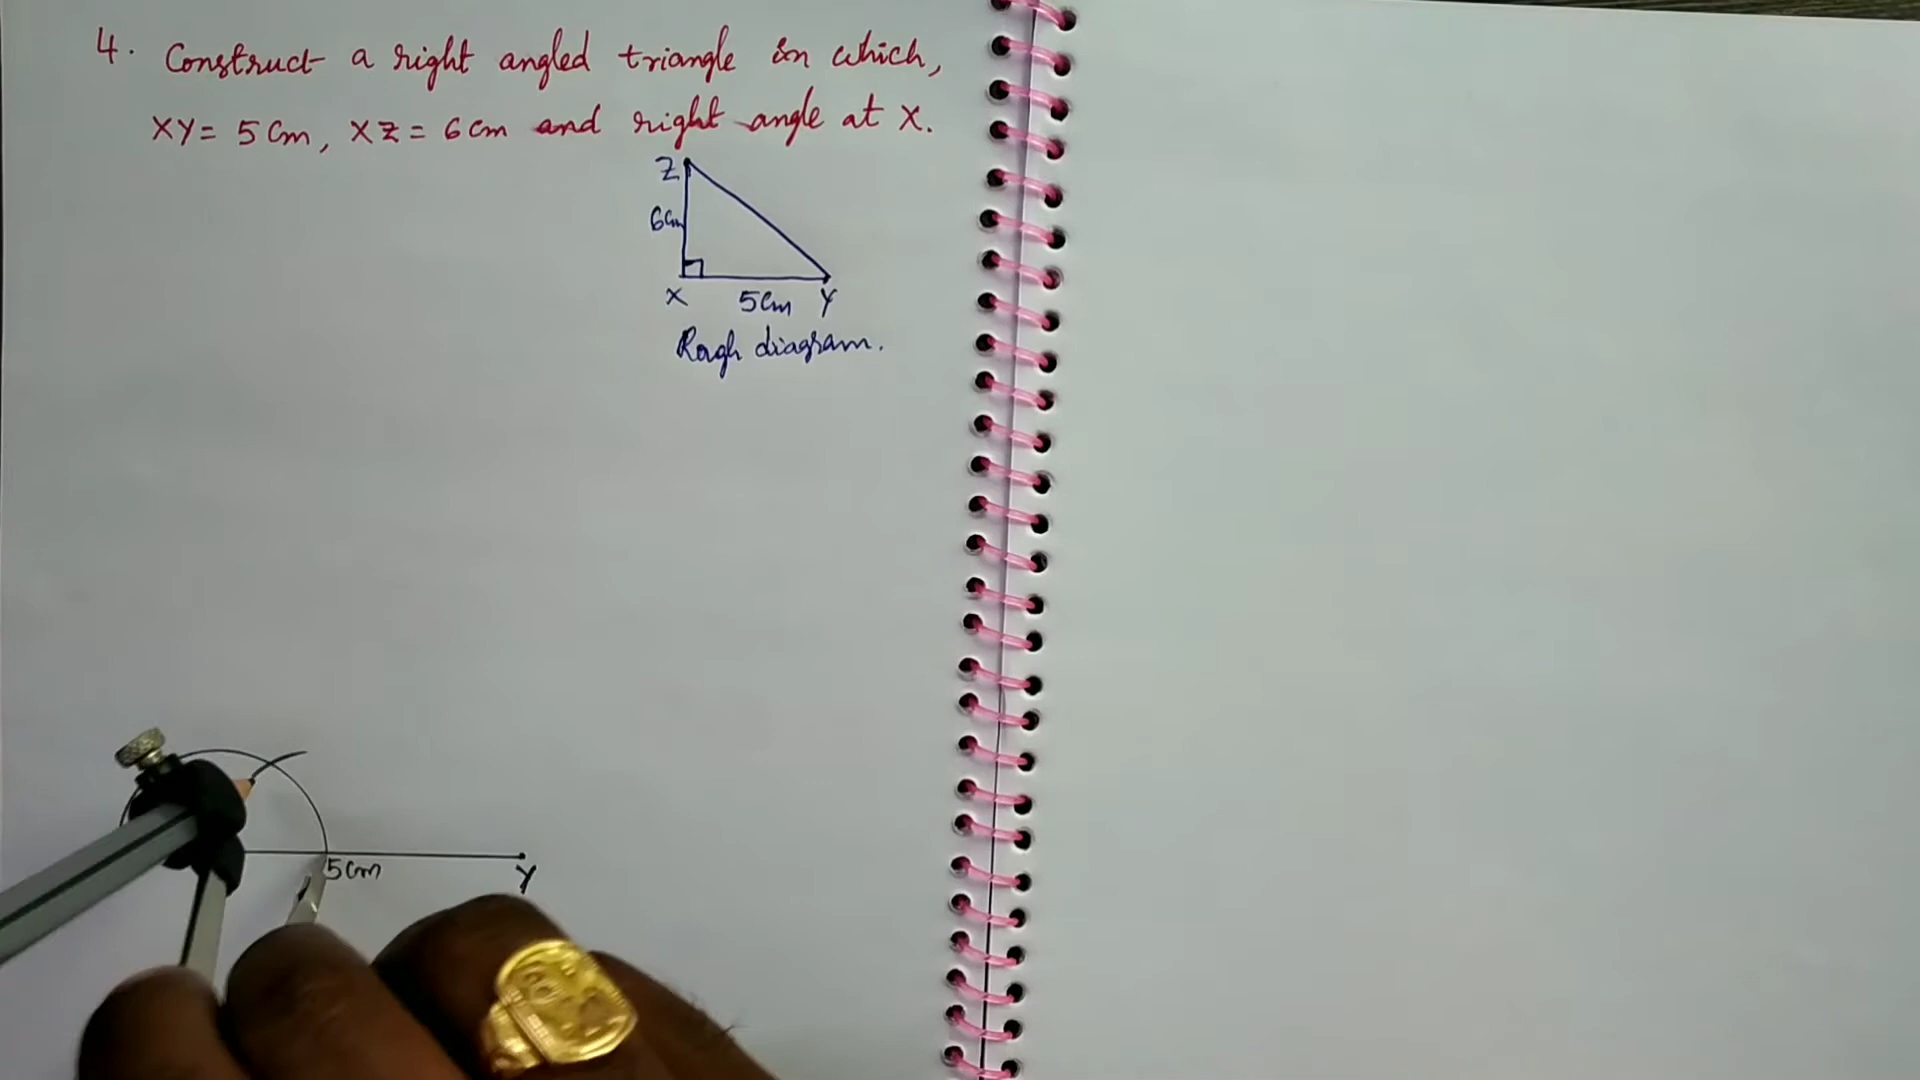 4. Construct a right angled triangle in which,
XY = 5 cm, XZ = 6 cm and right angle at X.
Z
6cm
X 5cm Y
Rough diagram.
5cm
Y